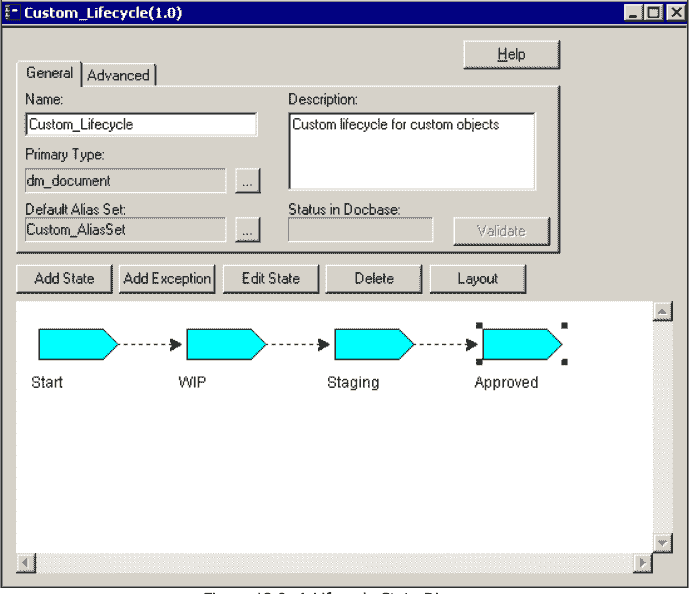 Custom_Lifecycle(1.0)
Help
General Advanced
Name: Description:
Custom_Lifecycle Custom lifecycle for custom objects
Primary Type:
dm_document ...
Default Alias Set: Status in Docbase:
Custom_AliasSet ... Validate
Add State Add Exception Edit State Delete Layout
Start WIP Staging Approved